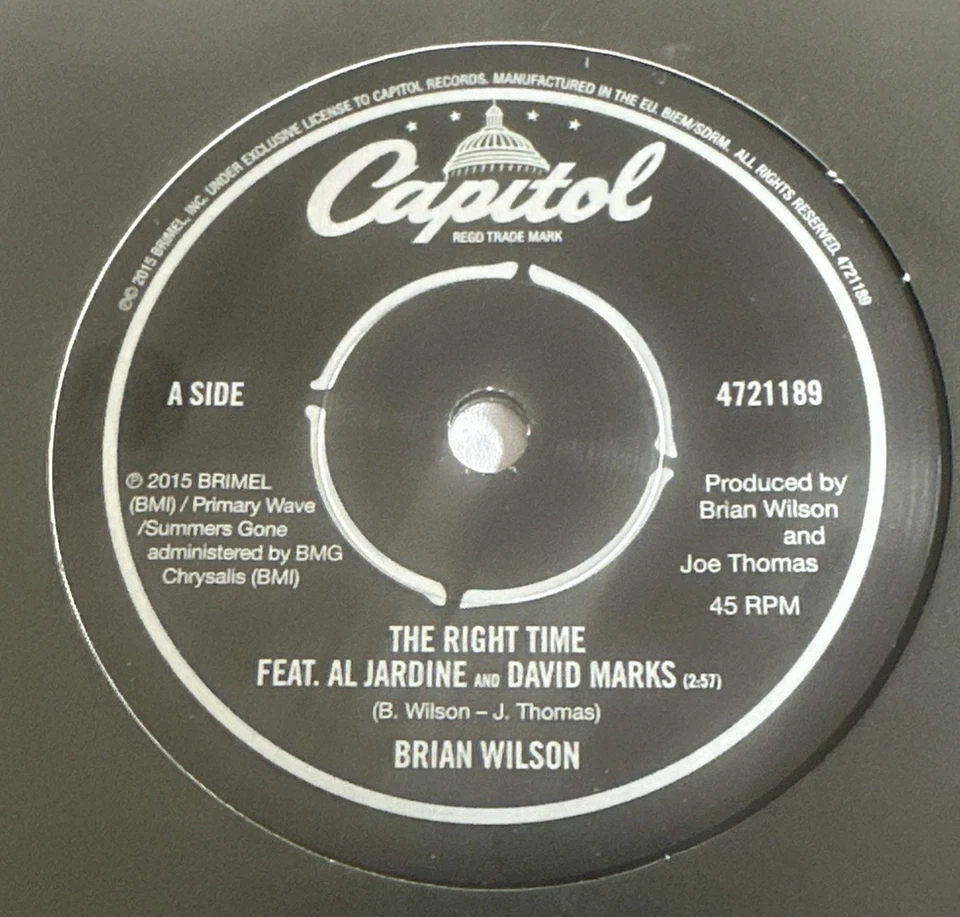 ℗© 2015 BRIMEL, INC. UNDER EXCLUSIVE LICENSE TO CAPITOL RECORDS. MANUFACTURED IN THE EU. BIEM/SDRM. ALL RIGHTS RESERVED. 4721189
Capitol
REGD TRADE MARK
A SIDE
4721189
℗ 2015 BRIMEL
(BMI) / Primary Wave
/Summers Gone
administered by BMG
Chrysalis (BMI)
Produced by
Brian Wilson
and
Joe Thomas
45 RPM
THE RIGHT TIME
FEAT. AL JARDINE AND DAVID MARKS (2:57)
(B. Wilson – J. Thomas)
BRIAN WILSON